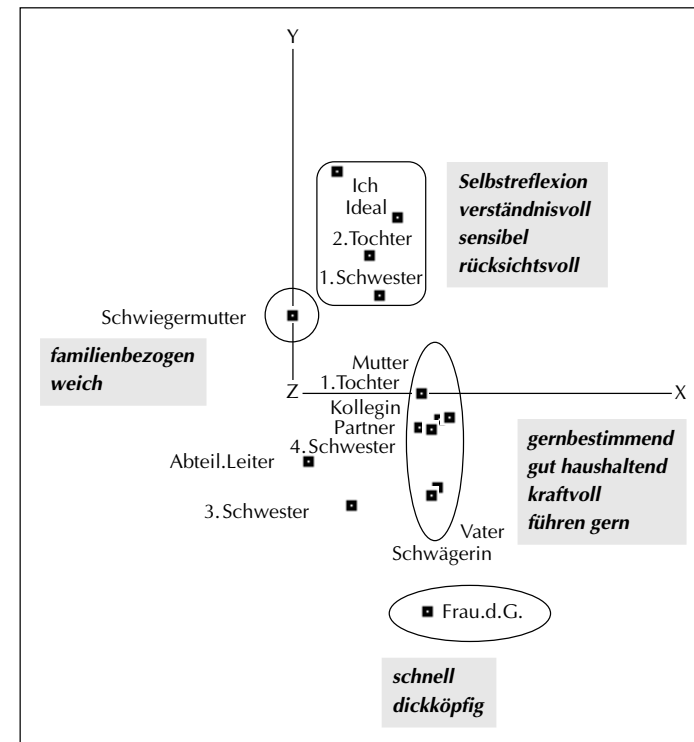 Y
Ich
Ideal
2.Tochter
1.Schwester
Selbstreflexion
verständnisvoll
sensibel
rücksichtsvoll
Schwiegermutter
familienbezogen
weich
Mutter
1.Tochter
Z
X
Kollegin
Partner
4.Schwester
Abteil.Leiter
3.Schwester
gernbestimmend
gut haushaltend
kraftvoll
führen gern
Vater
Schwägerin
Frau.d.G.
schnell
dickköpfig